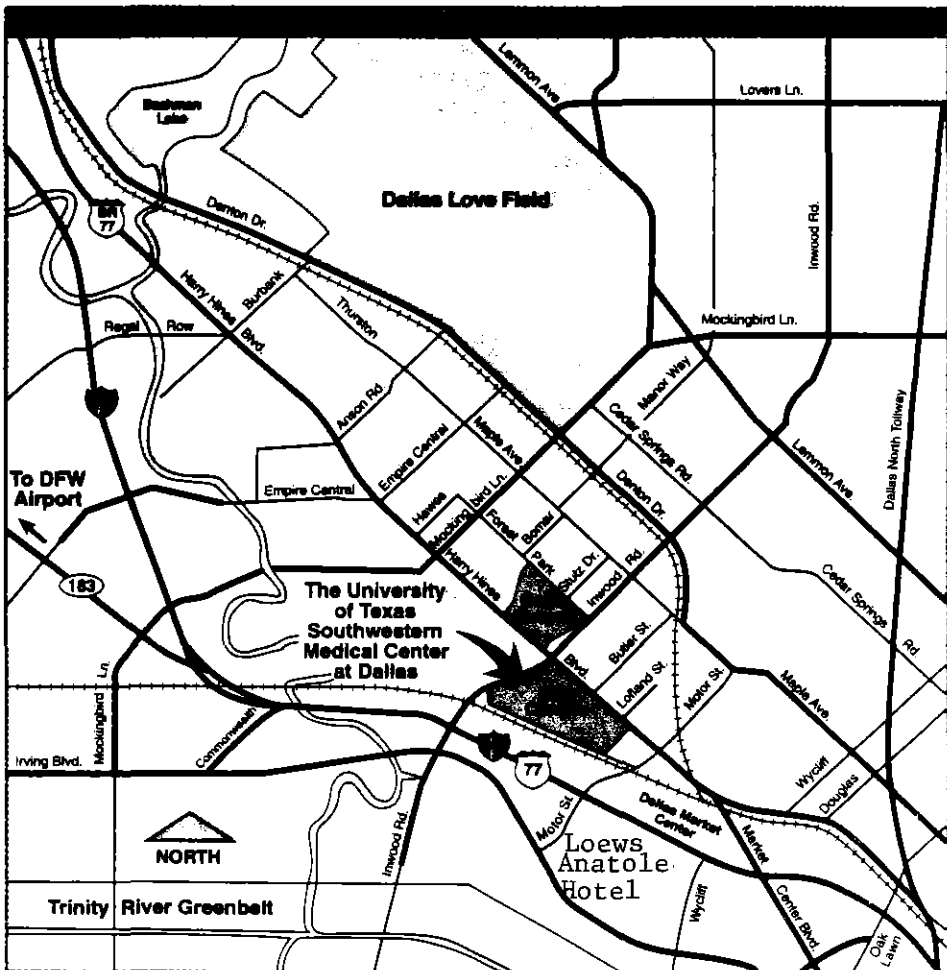 Lemmon Ave.
Lovers Ln.
Bachman
Lake
Dallas Love Field
Denton Dr.
Inwood Rd.
77
Harry Hines
Blvd.
Burbank
Thurston
Regal Row
Mockingbird Ln.
Manor Way
Anson Rd.
Cedar Springs Rd.
Dallas North Tollway
Maple Ave.
Empire Central
Lemmon Ave.
To DFW
Airport
Empire Central
Hawes
Mockingbird Ln.
Forest
Park
Bomar
Denton Dr.
Stutz Dr.
Inwood Rd.
Harry Hines
Blvd.
183
The University
of Texas
Southwestern
Medical Center
at Dallas
Cedar Springs
Rd
Butler St.
Lofland St.
Motor St.
Maple Ave.
Mockingbird Ln.
Commonwealth
Irving Blvd.
77
Wycliff
Douglas
Dallas Market
Center
Motor St.
Inwood Rd.
NORTH
Loews
Anatole
Hotel
Market
Center Blvd.
Wycliff
Oak
Lawn
Trinity River Greenbelt